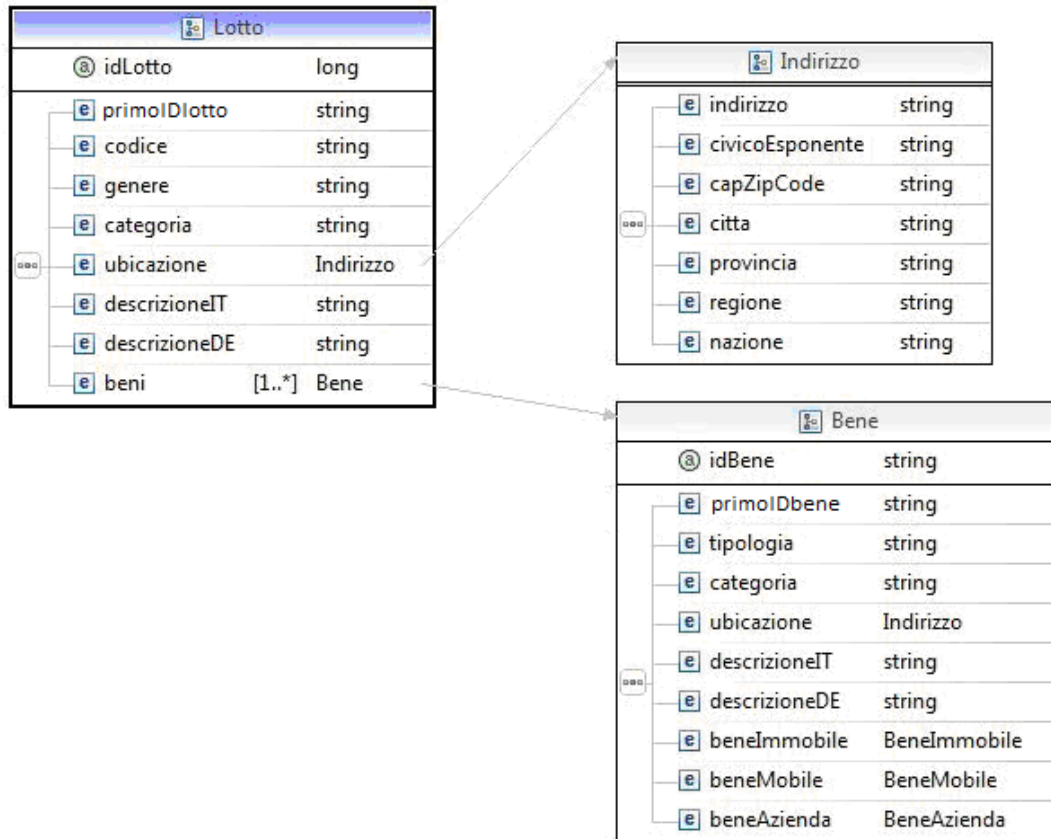 Lotto
idLotto long
primoIDlotto string
codice string
genere string
categoria string
ubicazione Indirizzo
descrizioneIT string
descrizioneDE string
beni [1..*] Bene
Indirizzo
indirizzo string
civicoEsponente string
capZipCode string
citta string
provincia string
regione string
nazione string
Bene
idBene string
primoIDbene string
tipologia string
categoria string
ubicazione Indirizzo
descrizioneIT string
descrizioneDE string
beneImmobile BeneImmobile
beneMobile BeneMobile
beneAzienda BeneAzienda